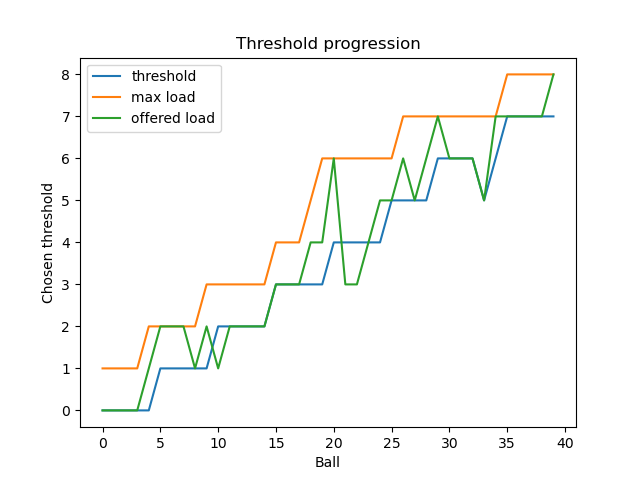 Threshold progression
threshold
max load
offered load
Chosen threshold
8
7
6
5
4
3
2
1
0
0 5 10 15 20 25 30 35 40
Ball